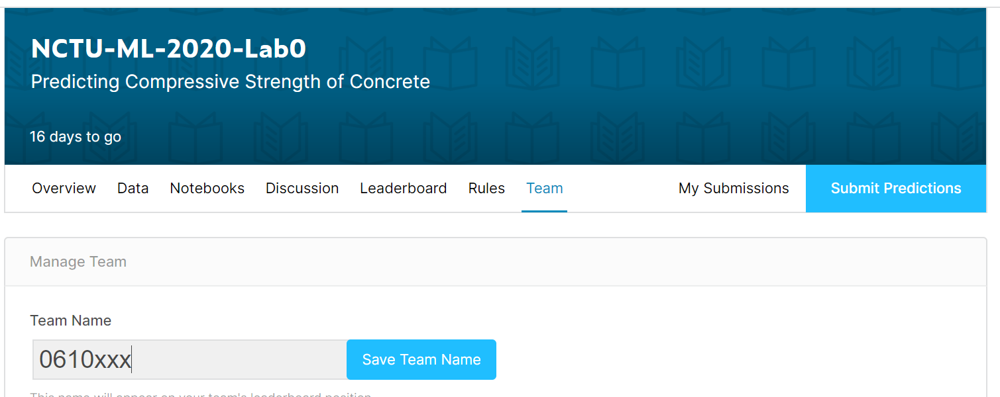 NCTU-ML-2020-Lab0
Predicting Compressive Strength of Concrete
16 days to go
Overview Data Notebooks Discussion Leaderboard Rules Team My Submissions Submit Predictions
Manage Team
Team Name
0610xxx Save Team Name
This name will appear on your team's leaderboard position.